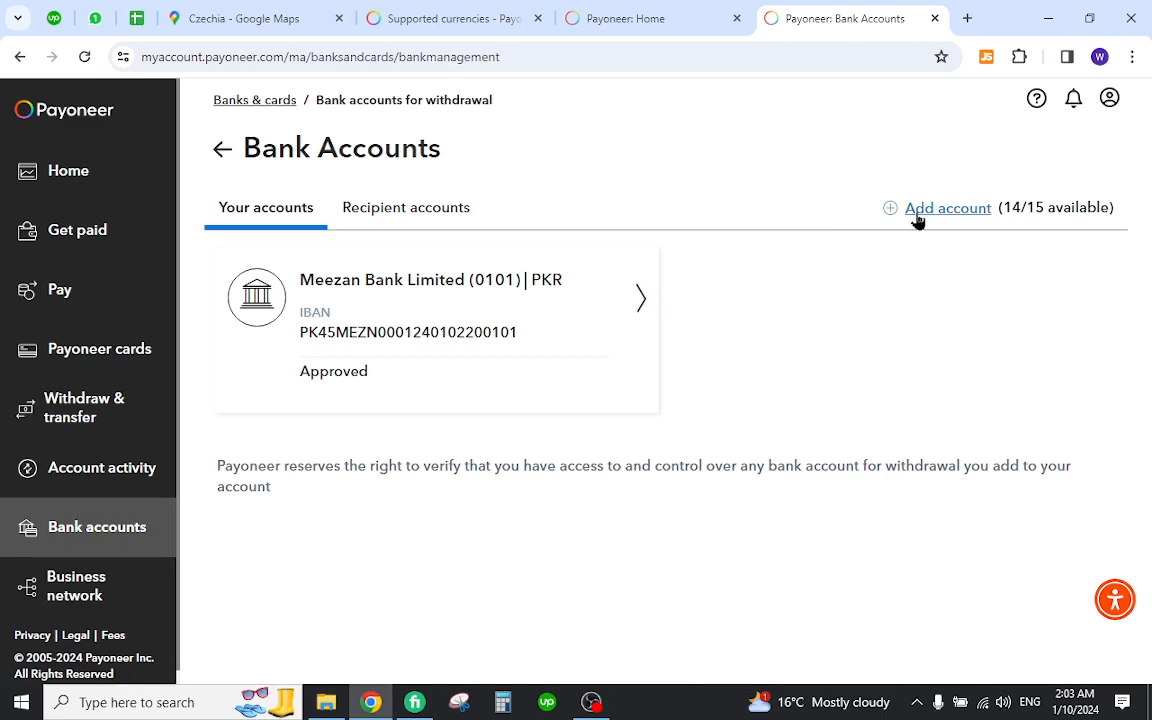 Czechia - Google Maps
Supported currencies - Payo
Payoneer: Home
Payoneer: Bank Accounts
myaccount.payoneer.com/ma/banksandcards/bankmanagement
JS
W
Payoneer
Home
Get paid
Pay
Payoneer cards
Withdraw &
transfer
Account activity
Bank accounts
Business
network
Privacy | Legal | Fees
© 2005-2024 Payoneer Inc.
All Rights Reserved
Banks & cards / Bank accounts for withdrawal
← Bank Accounts
Your accounts
Recipient accounts
Add account (14/15 available)
Meezan Bank Limited (0101) | PKR
IBAN
PK45MEZN0001240102200101
Approved
Payoneer reserves the right to verify that you have access to and control over any bank account for withdrawal you add to your
account
Type here to search
16°C Mostly cloudy
ENG
2:03 AM
1/10/2024